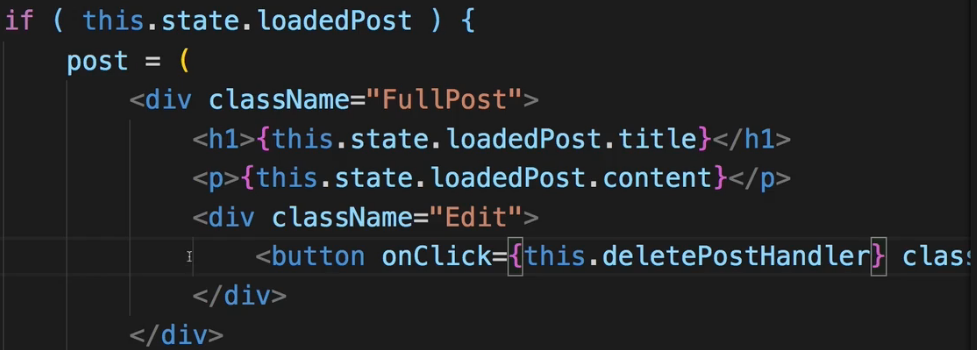 if ( this.state.loadedPost ) {
post = (
<div className="FullPost">
<h1>{this.state.loadedPost.title}</h1>
<p>{this.state.loadedPost.content}</p>
<div className="Edit">
<button onClick={this.deletePostHandler} clas
</div>
</div>